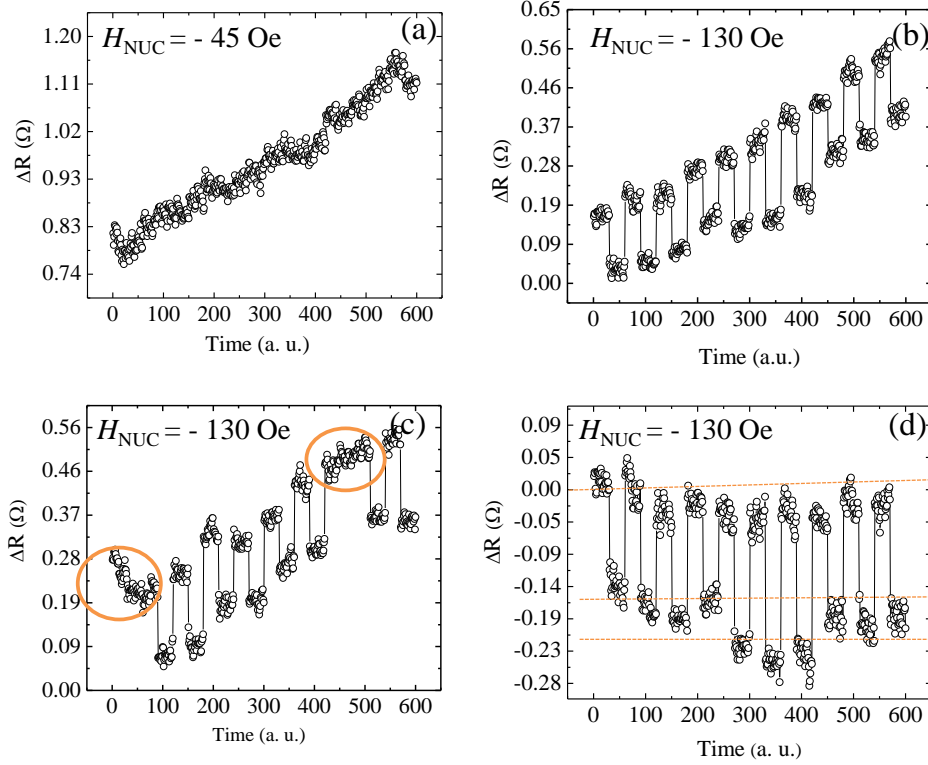 H_NUC = - 45 Oe (a)
1.20
1.11
1.02
0.93
0.83
0.74
ΔR (Ω)
0 100 200 300 400 500 600
Time (a. u.)
H_NUC = - 130 Oe (b)
0.65
0.56
0.47
0.37
0.28
0.19
0.09
0.00
ΔR (Ω)
0 100 200 300 400 500 600
Time (a.u.)
H_NUC = - 130 Oe (c)
0.56
0.46
0.37
0.28
0.19
0.09
0.00
ΔR (Ω)
0 100 200 300 400 500 600
Time (a. u.)
H_NUC = - 130 Oe (d)
0.09
0.05
0.00
-0.05
-0.09
-0.14
-0.19
-0.23
-0.28
ΔR (Ω)
0 100 200 300 400 500 600
Time (a. u.)